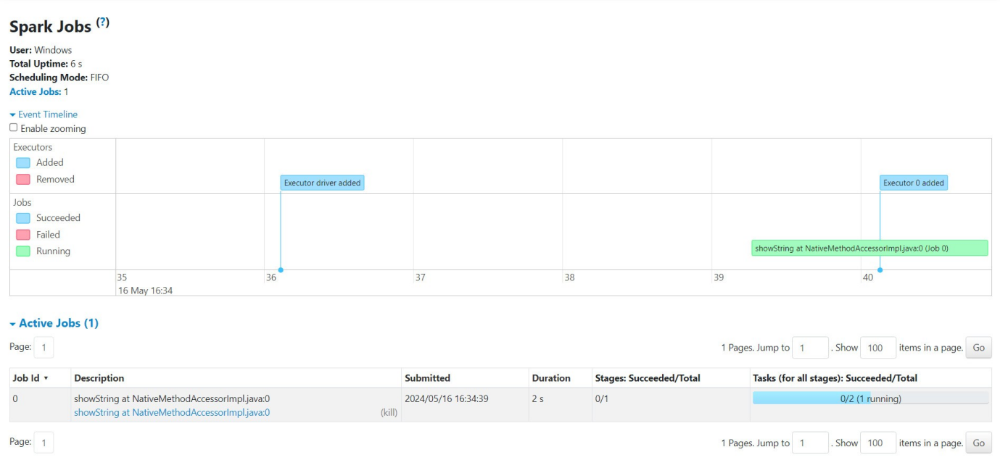 Spark Jobs (?)
User: Windows
Total Uptime: 6 s
Scheduling Mode: FIFO
Active Jobs: 1
Event Timeline
Enable zooming
Executors
Added
Removed
Executor driver added
Executor 0 added
Jobs
Succeeded
Failed
Running
showString at NativeMethodAccessorImpl.java:0 (Job 0)
35 36 37 38 39 40
16 May 16:34
Active Jobs (1)
Page: 1 1 Pages. Jump to 1 . Show 100 items in a page. Go
Job Id ▾ Description Submitted Duration Stages: Succeeded/Total Tasks (for all stages): Succeeded/Total
0 showString at NativeMethodAccessorImpl.java:0 2024/05/16 16:34:39 2 s 0/1 0/2 (1 running)
showString at NativeMethodAccessorImpl.java:0 (kill)
Page: 1 1 Pages. Jump to 1 . Show 100 items in a page. Go